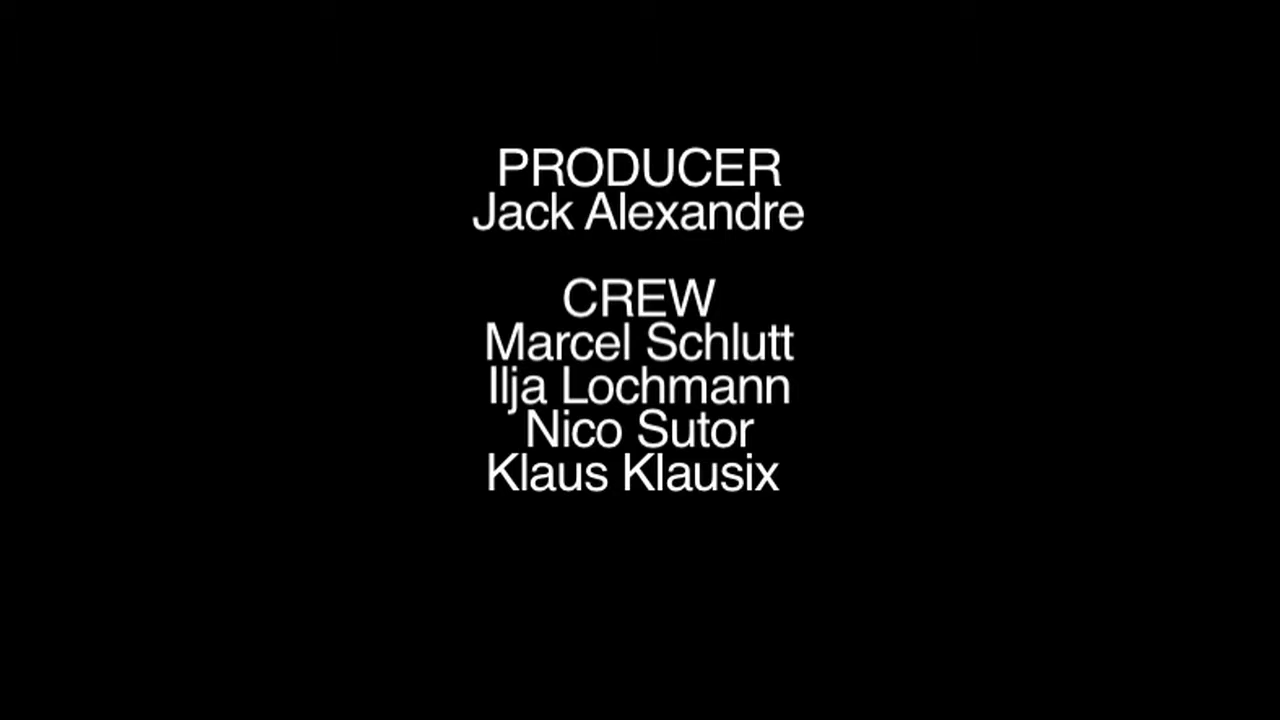 PRODUCER
Jack Alexandre
CREW
Marcel Schlutt
Ilja Lochmann
Nico Sutor
Klaus Klausix